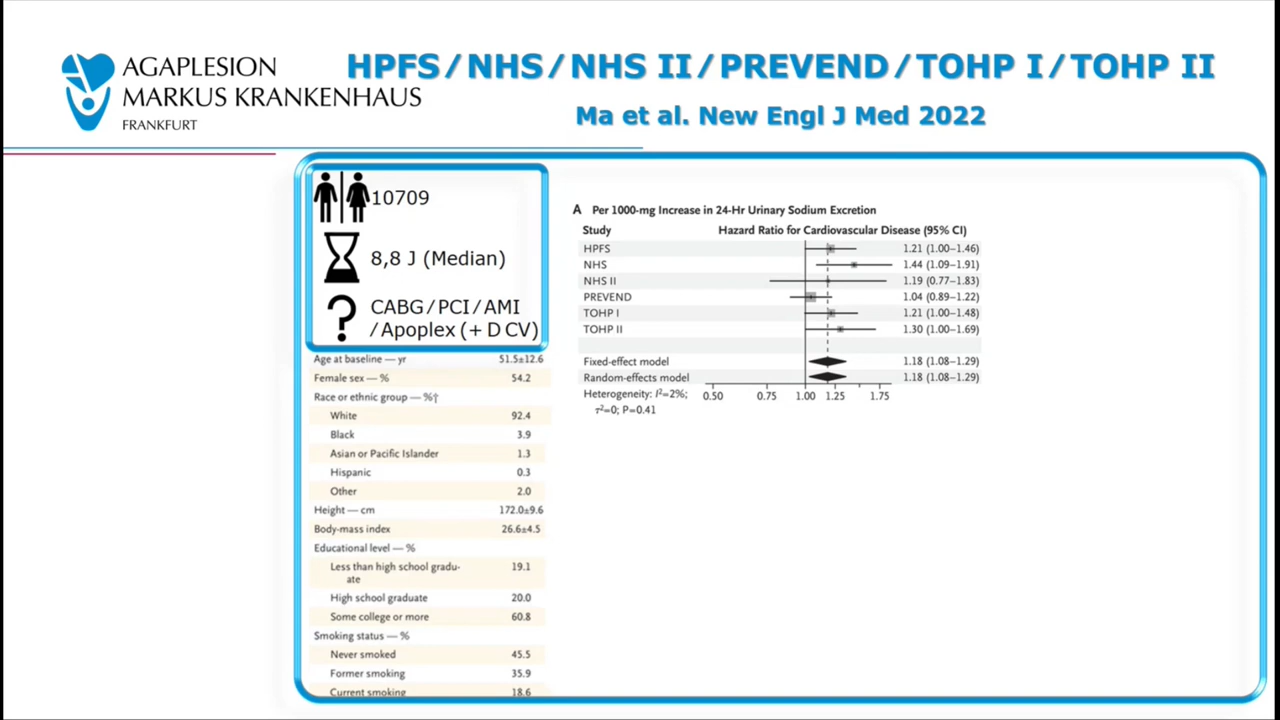 AGAPLESION
MARKUS KRANKENHAUS
FRANKFURT
HPFS/NHS/NHS II/PREVEND/TOHP I/TOHP II
Ma et al. New Engl J Med 2022
10709
8,8 J (Median)
CABG/PCI/AMI
/Apoplex (+ D CV)
Age at baseline — yr 51.5±12.6
Female sex — % 54.2
Race or ethnic group — %†
White 92.4
Black 3.9
Asian or Pacific Islander 1.3
Hispanic 0.3
Other 2.0
Height — cm 172.0±9.6
Body-mass index 26.6±4.5
Educational level — %
Less than high school gradu-
ate 19.1
High school graduate 20.0
Some college or more 60.8
Smoking status — %
Never smoked 45.5
Former smoking 35.9
Current smoking 18.6
A Per 1000-mg Increase in 24-Hr Urinary Sodium Excretion
Study Hazard Ratio for Cardiovascular Disease (95% CI)
HPFS 1.21 (1.00–1.46)
NHS 1.44 (1.09–1.91)
NHS II 1.19 (0.77–1.83)
PREVEND 1.04 (0.89–1.22)
TOHP I 1.21 (1.00–1.48)
TOHP II 1.30 (1.00–1.69)
Fixed-effect model 1.18 (1.08–1.29)
Random-effects model 1.18 (1.08–1.29)
Heterogeneity: I²=2%;
τ²=0; P=0.41
0.50 0.75 1.00 1.25 1.75